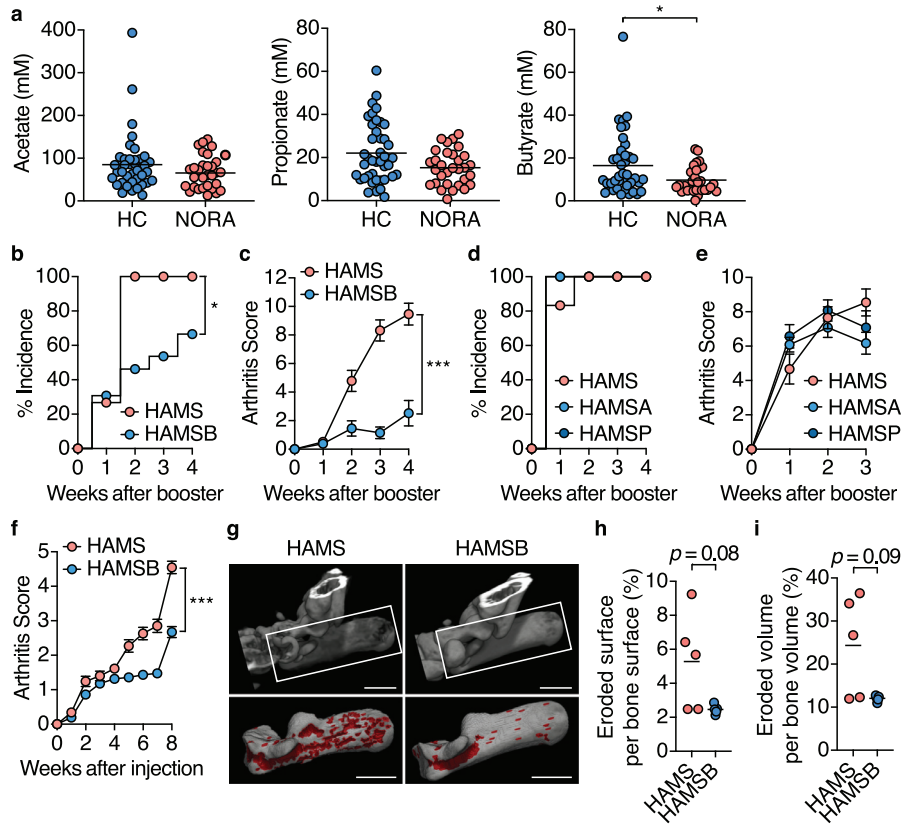 a
Acetate (mM)
400
300
200
100
0
HC
NORA
Propionate (mM)
80
60
40
20
0
HC
NORA
Butyrate (mM)
80
60
40
20
0
*
HC
NORA
b
% Incidence
100
80
60
40
20
0
*
HAMS
HAMSB
0 1 2 3 4
Weeks after booster
c
Arthritis Score
12
10
8
6
4
2
0
HAMS
HAMSB
***
0 1 2 3 4
Weeks after booster
d
% Incidence
100
80
60
40
20
0
HAMS
HAMSA
HAMSP
0 1 2 3 4
Weeks after booster
e
Arthritis Score
10
8
6
4
2
0
HAMS
HAMSA
HAMSP
0 1 2 3
Weeks after booster
f
Arthritis Score
5
4
3
2
1
0
HAMS
HAMSB
***
0 1 2 3 4 5 6 7 8
Weeks after injection
g
HAMS
HAMSB
h
Eroded surface
per bone surface (%)
p = 0.08
10
8
6
4
2
0
HAMS
HAMSB
i
Eroded volume
per bone volume (%)
p = 0.09
40
30
20
10
0
HAMS
HAMSB